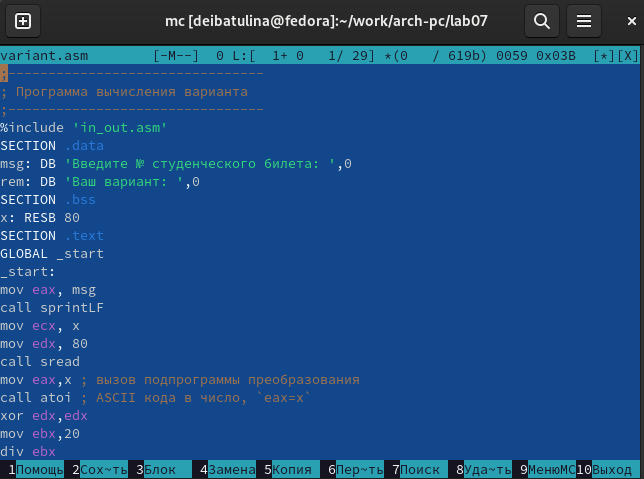 mc [deibatulina@fedora]:~/work/arch-pc/lab07
variant.asm [-M--] 0 L:[ 1+ 0 1/ 29] *(0 / 619b) 0059 0x03B [*][X]
;--------------------------------
; Программа вычисления варианта
;--------------------------------
%include 'in_out.asm'
SECTION .data
msg: DB 'Введите № студенческого билета: ',0
rem: DB 'Ваш вариант: ',0
SECTION .bss
x: RESB 80
SECTION .text
GLOBAL _start
_start:
mov eax, msg
call sprintLF
mov ecx, x
mov edx, 80
call sread
mov eax,x ; вызов подпрограммы преобразования
call atoi ; ASCII кода в число, `eax=x`
xor edx,edx
mov ebx,20
div ebx
1Помощь 2Сох~ть 3Блок 4Замена 5Копия 6Пер~ть 7Поиск 8Уда~ть 9МенюMC 10Выход